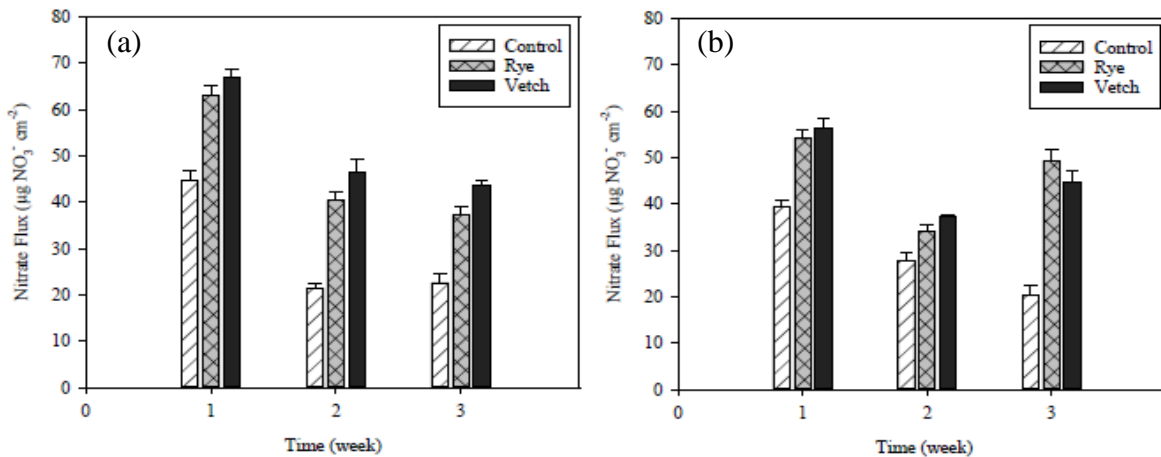 (a)
Control
Rye
Vetch
Nitrate Flux (µg NO₃⁻ cm⁻²)
80
70
60
50
40
30
20
10
0
0 1 2 3
Time (week)
(b)
Control
Rye
Vetch
Nitrate Flux (µg NO₃⁻ cm⁻²)
80
70
60
50
40
30
20
10
0
0 1 2 3
Time (week)